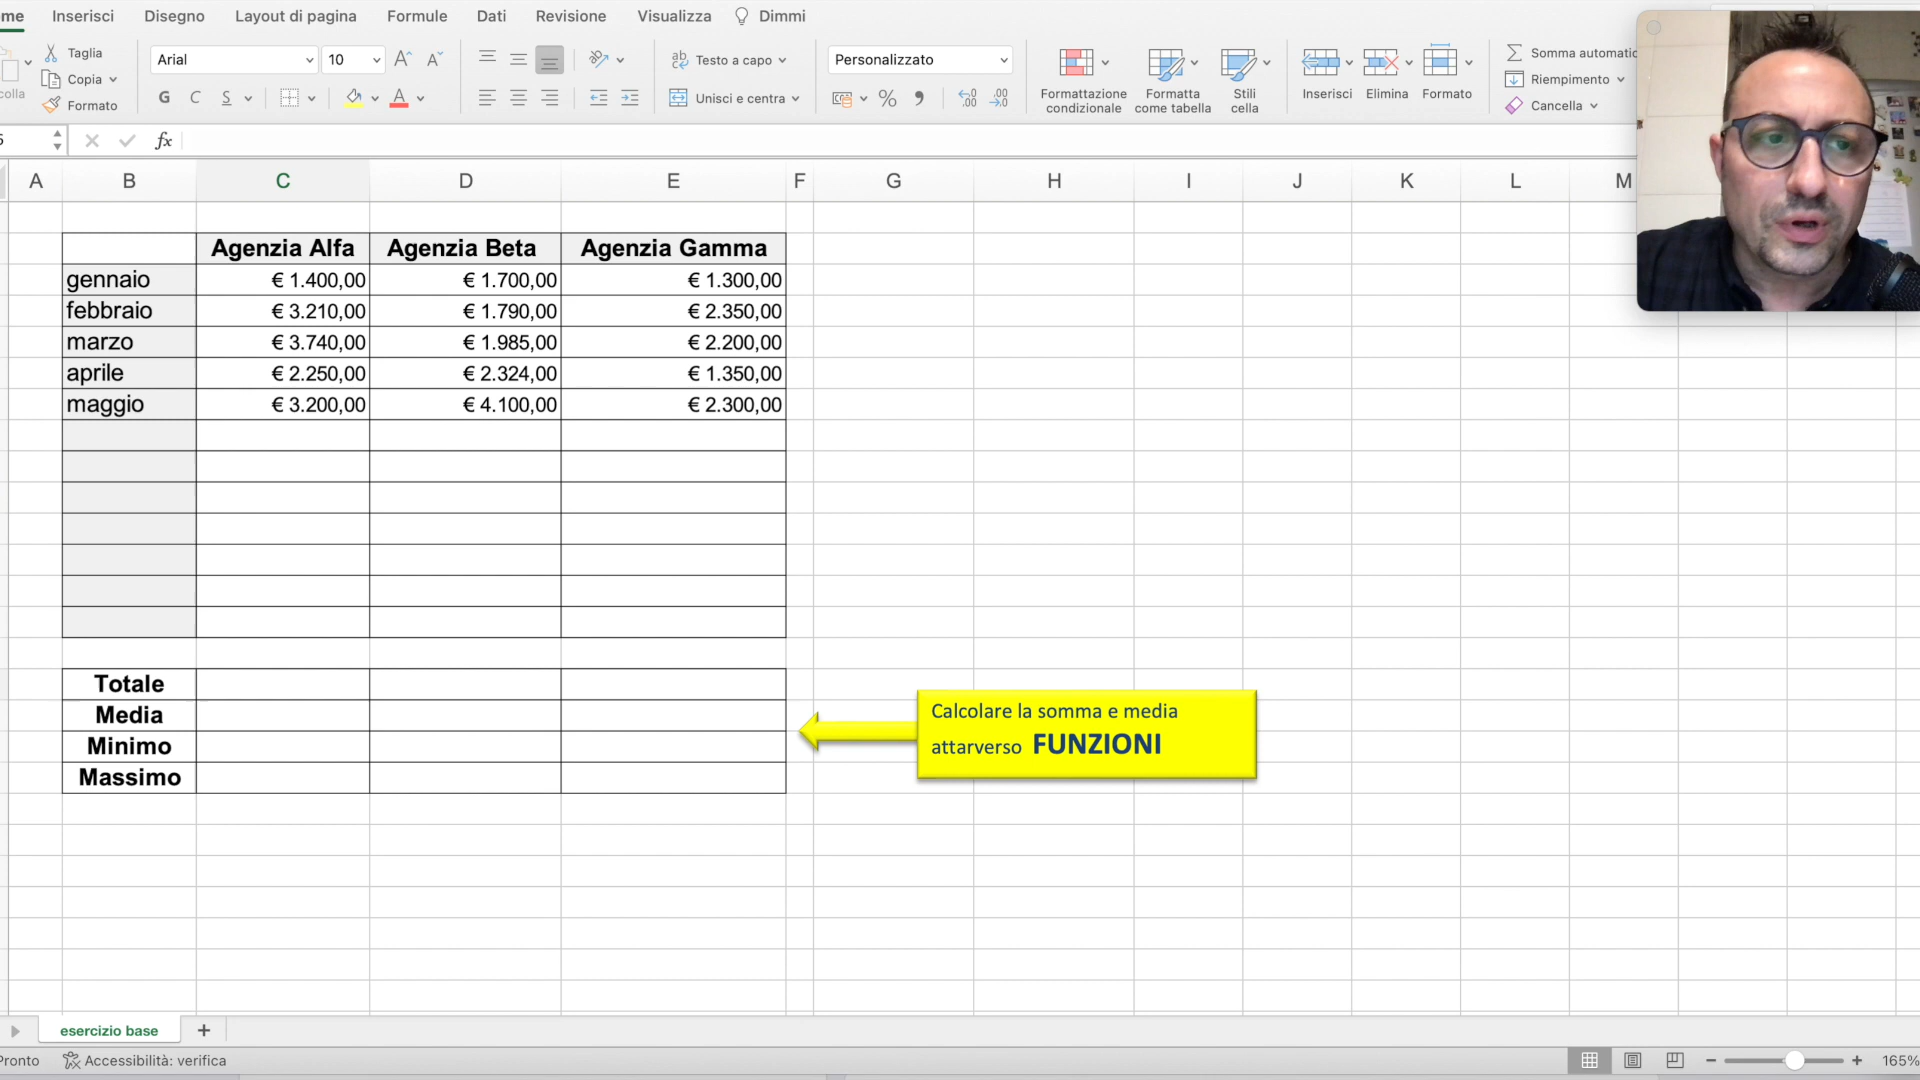 me Inserisci Disegno Layout di pagina Formule Dati Revisione Visualizza Dimmi
colla
Taglia
Copia
Formato
Arial 10
G C S
A
Testo a capo
Unisci e centra
Personalizzato
% ,
Formattazione condizionale
Formatta come tabella
Stili cella
Inserisci Elimina Formato
Somma automatic
Riempimento
Cancella
fx
A B C D E F G H I J K L M
Agenzia Alfa Agenzia Beta Agenzia Gamma
gennaio € 1.400,00 € 1.700,00 € 1.300,00
febbraio € 3.210,00 € 1.790,00 € 2.350,00
marzo € 3.740,00 € 1.985,00 € 2.200,00
aprile € 2.250,00 € 2.324,00 € 1.350,00
maggio € 3.200,00 € 4.100,00 € 2.300,00
Totale
Media
Minimo
Massimo
Calcolare la somma e media
attarverso FUNZIONI
esercizio base +
Pronto Accessibilità: verifica
165%